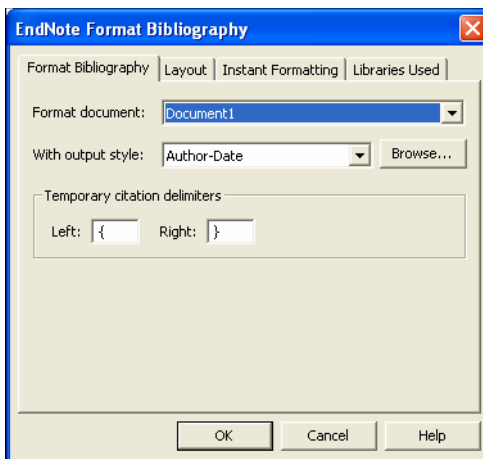 EndNote Format Bibliography
Format Bibliography Layout Instant Formatting Libraries Used
Format document: Document1
With output style: Author-Date Browse...
Temporary citation delimiters
Left: { Right: }
OK Cancel Help